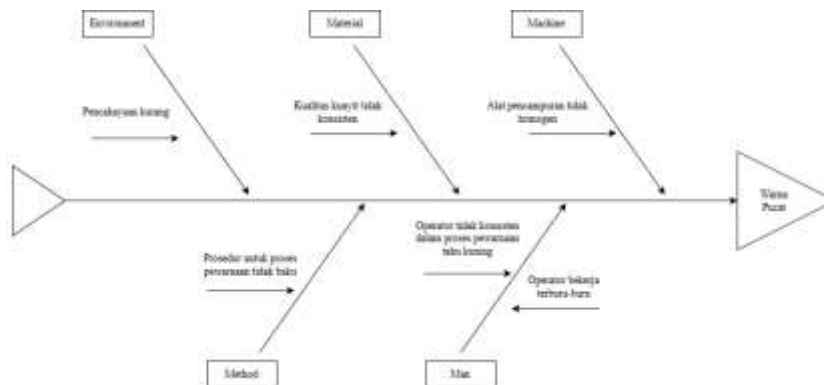 Environment
Material
Machine
Pencahayaan kurang
Kualitas kunyit tidak
konsisten
Alat pencampuran tidak
homogen
Warna
Pucat
Prosedur untuk proses
pewarnaan tidak baku
Operator tidak konsisten
dalam proses pewarnaan
tahu kuning
Operator bekerja
terburu-buru
Method
Man